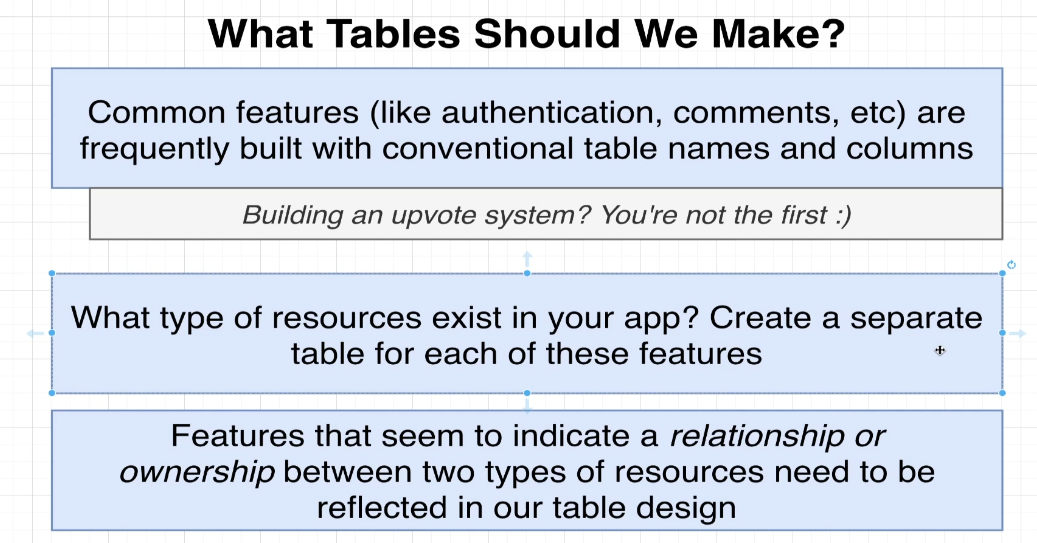 What Tables Should We Make?
Common features (like authentication, comments, etc) are
frequently built with conventional table names and columns
Building an upvote system? You're not the first :)
What type of resources exist in your app? Create a separate
table for each of these features
Features that seem to indicate a relationship or
ownership between two types of resources need to be
reflected in our table design